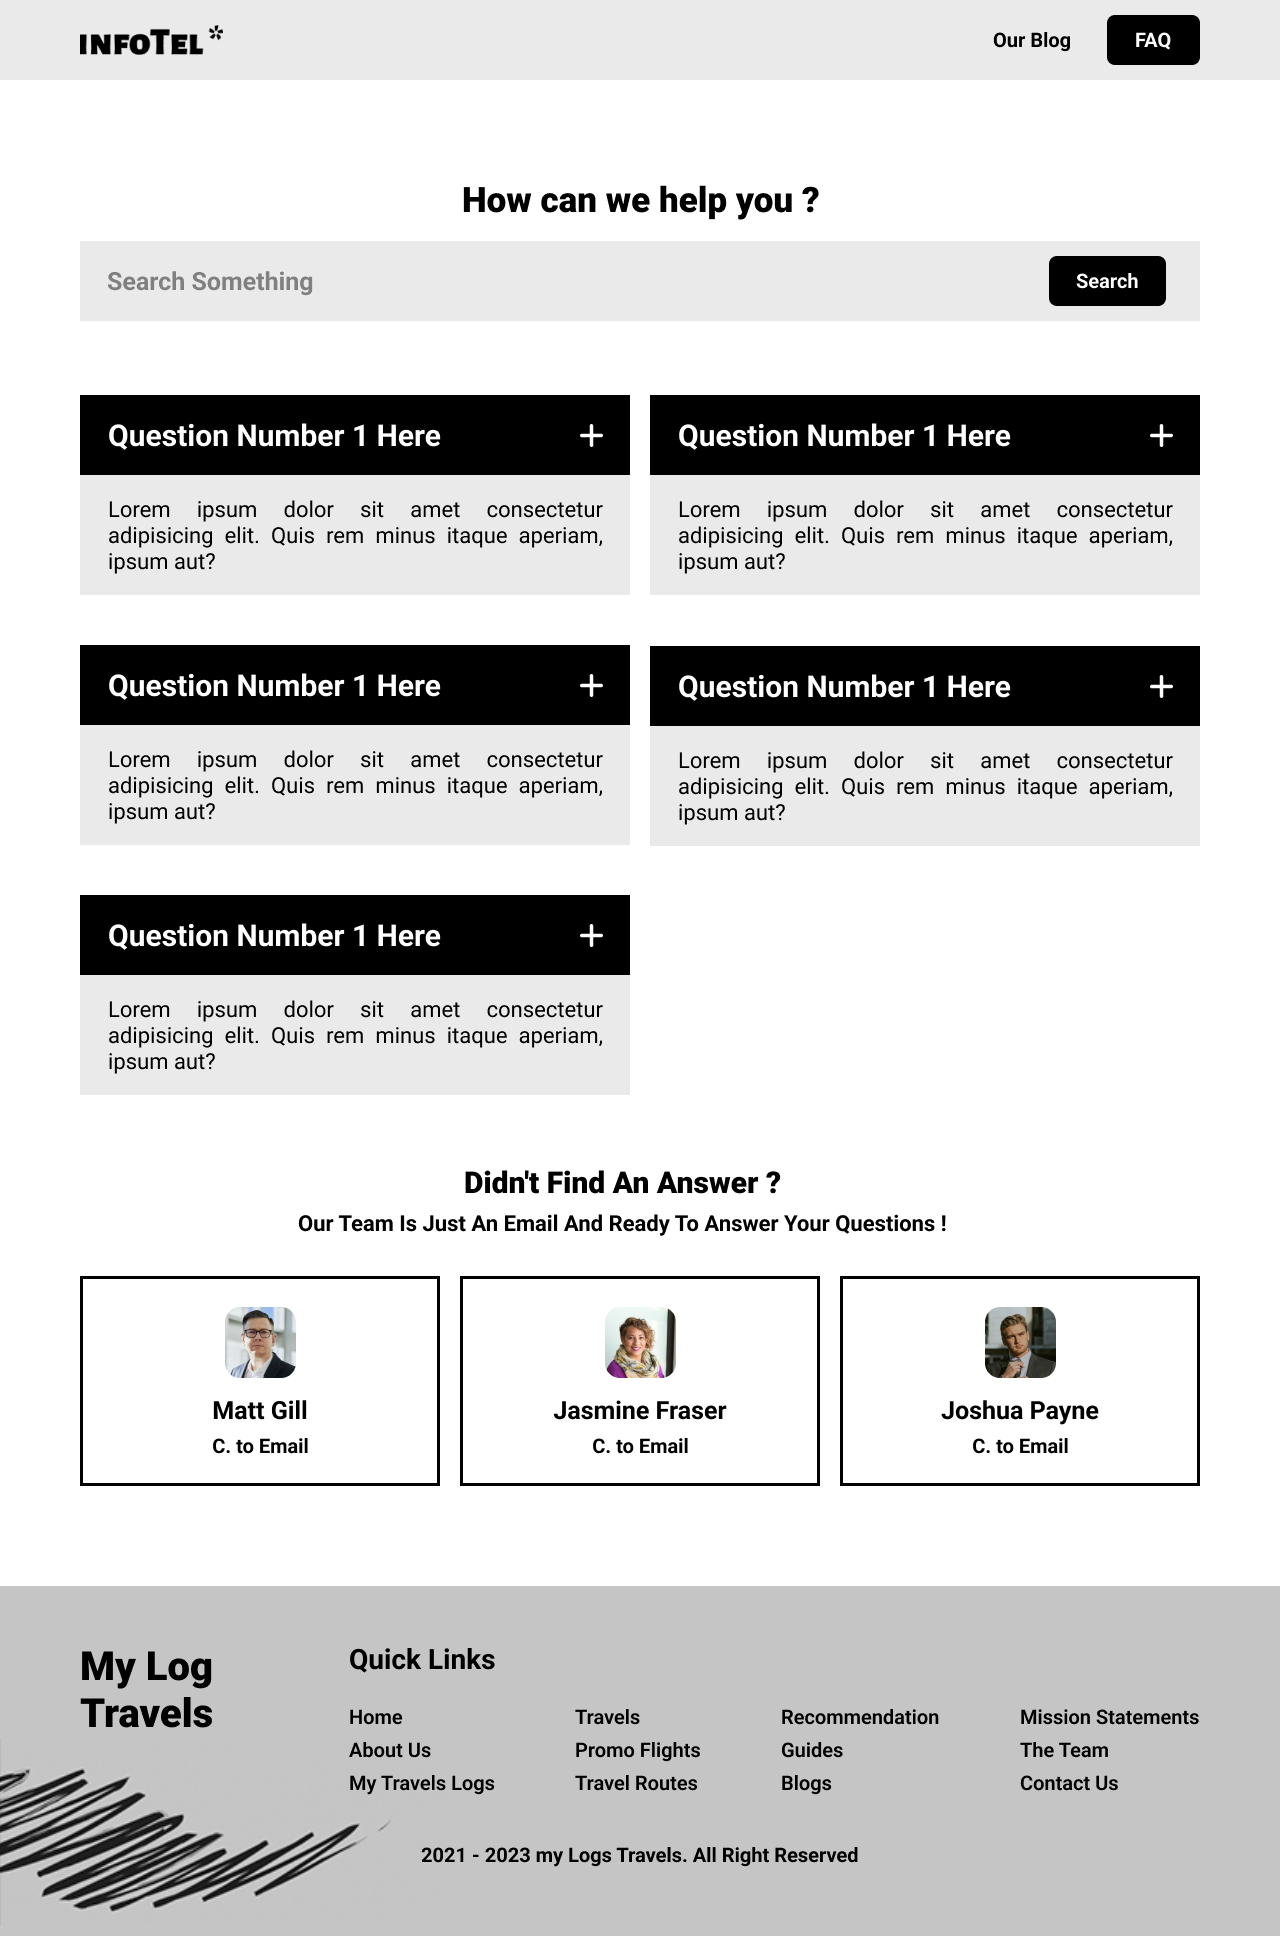 INFOTEL*
Our Blog
FAQ
How can we help you ?
Search Something
Search
Question Number 1 Here
Lorem ipsum dolor sit amet consectetur
adipisicing elit. Quis rem minus itaque aperiam,
ipsum aut?
Question Number 1 Here
Lorem ipsum dolor sit amet consectetur
adipisicing elit. Quis rem minus itaque aperiam,
ipsum aut?
Question Number 1 Here
Lorem ipsum dolor sit amet consectetur
adipisicing elit. Quis rem minus itaque aperiam,
ipsum aut?
Question Number 1 Here
Lorem ipsum dolor sit amet consectetur
adipisicing elit. Quis rem minus itaque aperiam,
ipsum aut?
Question Number 1 Here
Lorem ipsum dolor sit amet consectetur
adipisicing elit. Quis rem minus itaque aperiam,
ipsum aut?
Didn't Find An Answer ?
Our Team Is Just An Email And Ready To Answer Your Questions !
Matt Gill
C. to Email
Jasmine Fraser
C. to Email
Joshua Payne
C. to Email
My Log
Travels
Quick Links
Home
About Us
My Travels Logs
Travels
Promo Flights
Travel Routes
Recommendation
Guides
Blogs
Mission Statements
The Team
Contact Us
2021 - 2023 my Logs Travels. All Right Reserved